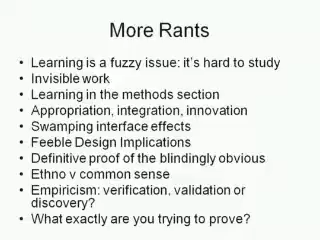 More Rants
• Learning is a fuzzy issue: it's hard to study
• Invisible work
• Learning in the methods section
• Appropriation, integration, innovation
• Swamping interface effects
• Feeble Design Implications
• Definitive proof of the blindingly obvious
• Ethno v common sense
• Empiricism: verification, validation or
discovery?
• What exactly are you trying to prove?